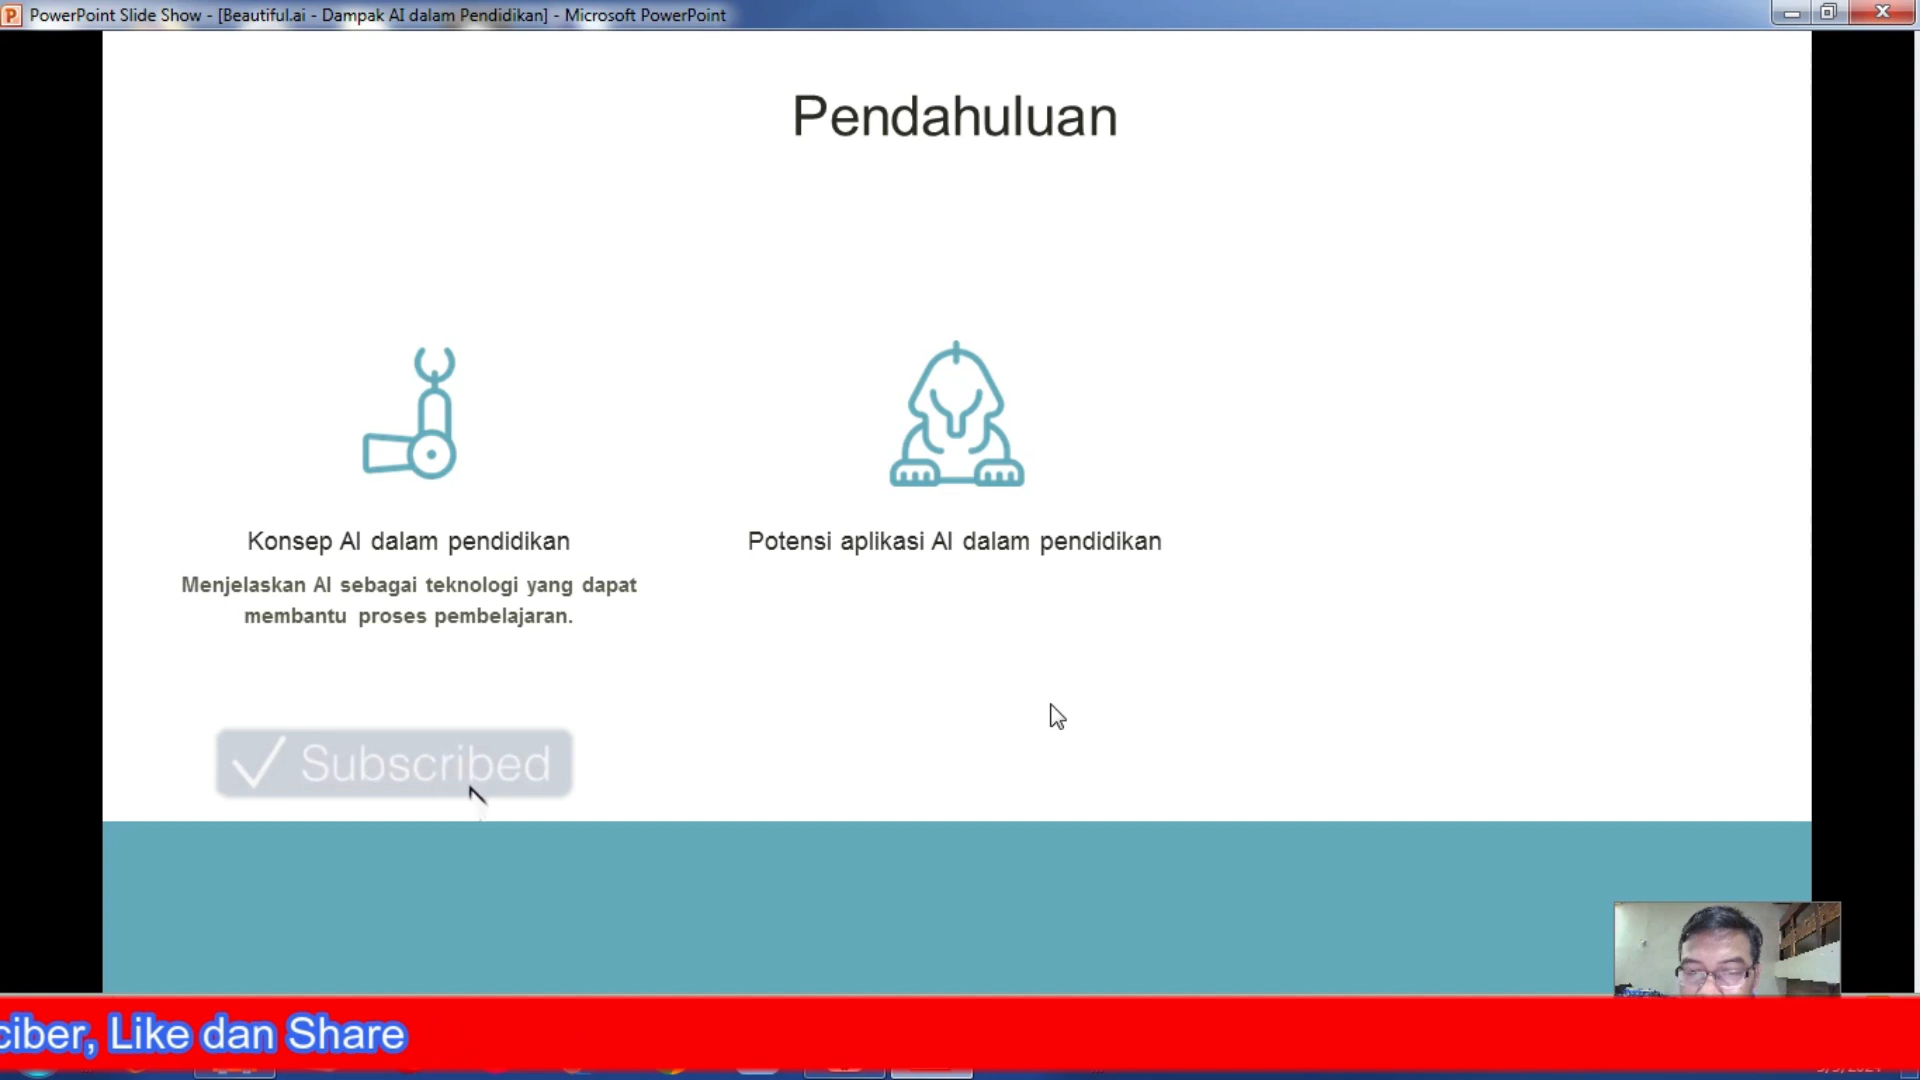 PowerPoint Slide Show - [Beautiful.ai - Dampak AI dalam Pendidikan] - Microsoft PowerPoint
Pendahuluan
Konsep AI dalam pendidikan
Menjelaskan AI sebagai teknologi yang dapat
membantu proses pembelajaran.
Potensi aplikasi AI dalam pendidikan
Subscribed
ciber, Like dan Share